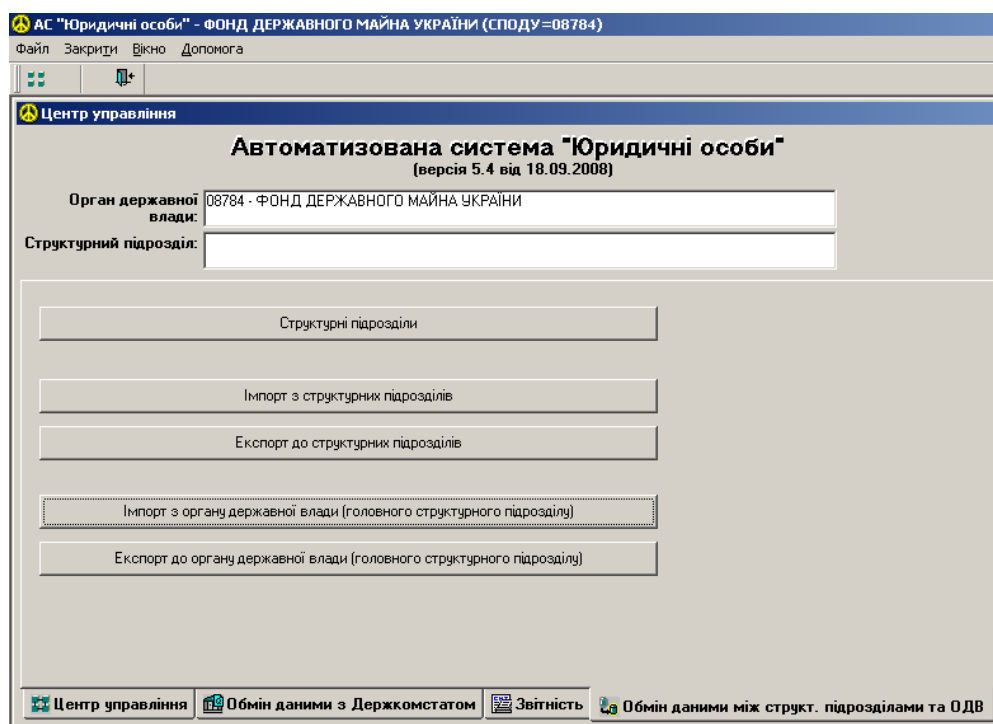 АС "Юридичні особи" - ФОНД ДЕРЖАВНОГО МАЙНА УКРАЇНИ (СПОДУ=08784)
Файл Закрити Вікно Допомога
Центр управління
Автоматизована система "Юридичні особи"
(версія 5.4 від 18.09.2008)
Орган державної влади:
08784 - ФОНД ДЕРЖАВНОГО МАЙНА УКРАЇНИ
Структурний підрозділ:
Структурні підрозділи
Імпорт з структурних підрозділів
Експорт до структурних підрозділів
Імпорт з органу державної влади (головного структурного підрозділу)
Експорт до органу державної влади (головного структурного підрозділу)
Центр управління Обмін даними з Держкомстатом Звітність Обмін даними між структ. підрозділами та ОДВ